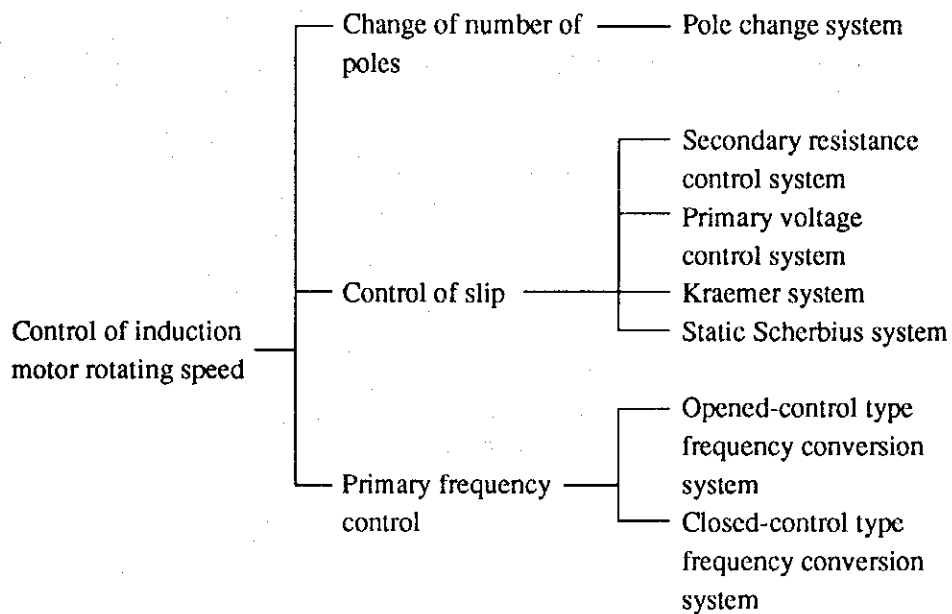 Change of number of
poles
Pole change system
Secondary resistance
control system
Primary voltage
control system
Control of slip
Kraemer system
Static Scherbius system
Control of induction
motor rotating speed
Opened-control type
frequency conversion
system
Primary frequency
control
Closed-control type
frequency conversion
system